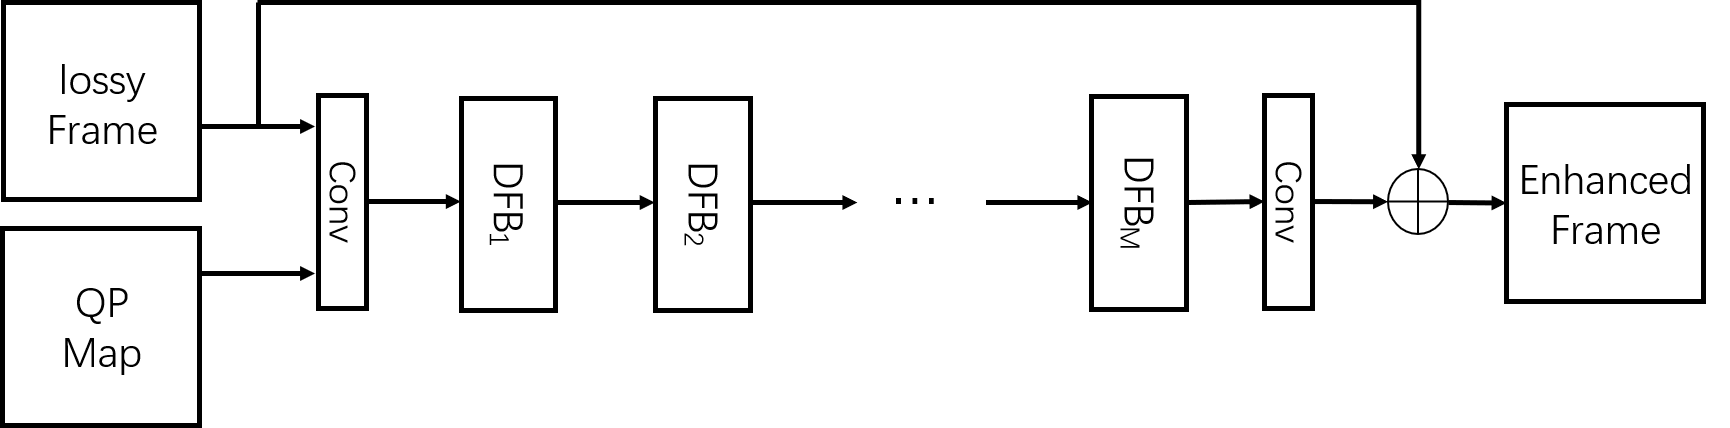 lossy
Frame
QP
Map
Conv
DFB1
DFB2
...
DFBM
Conv
Enhanced
Frame